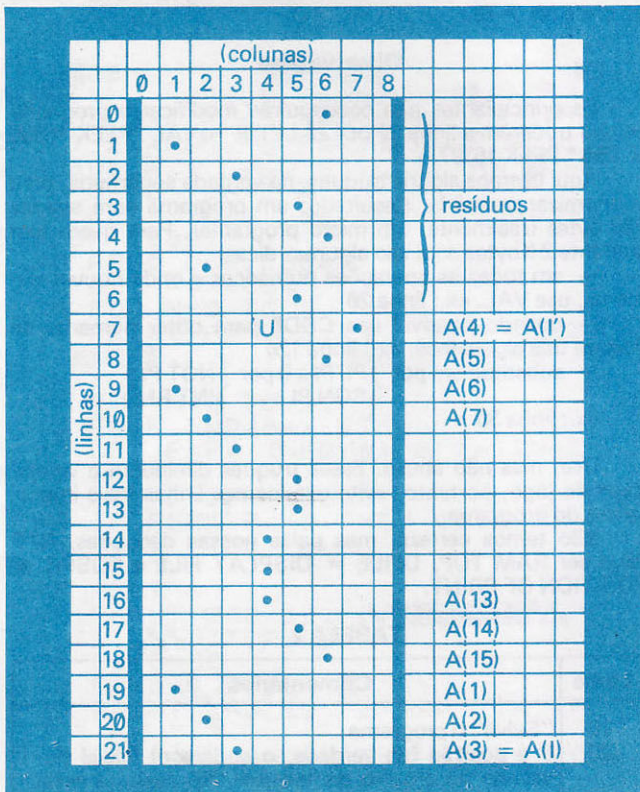 (colunas)
Ø 1 2 3 4 5 6 7 8
Ø
1
2
3 resíduos
4
5
6
7 'U A(4) = A(I')
8 A(5)
9 A(6)
1Ø A(7)
11
12
13
14
15
16 A(13)
17 A(14)
18 A(15)
19 A(1)
2Ø A(2)
21 A(3) = A(I)
(linhas)